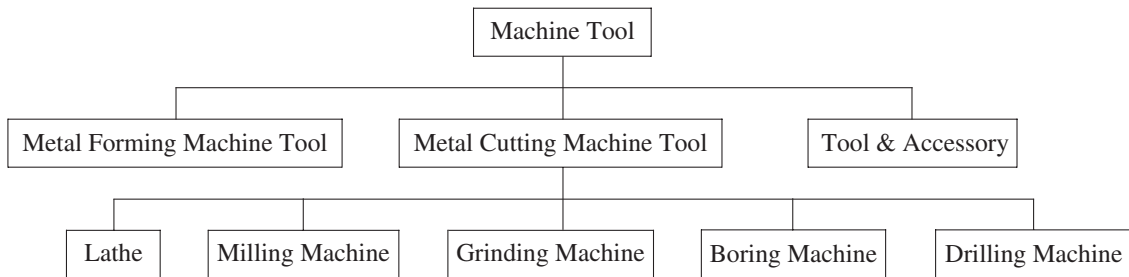 Machine Tool
Metal Forming Machine Tool
Metal Cutting Machine Tool
Tool & Accessory
Lathe
Milling Machine
Grinding Machine
Boring Machine
Drilling Machine